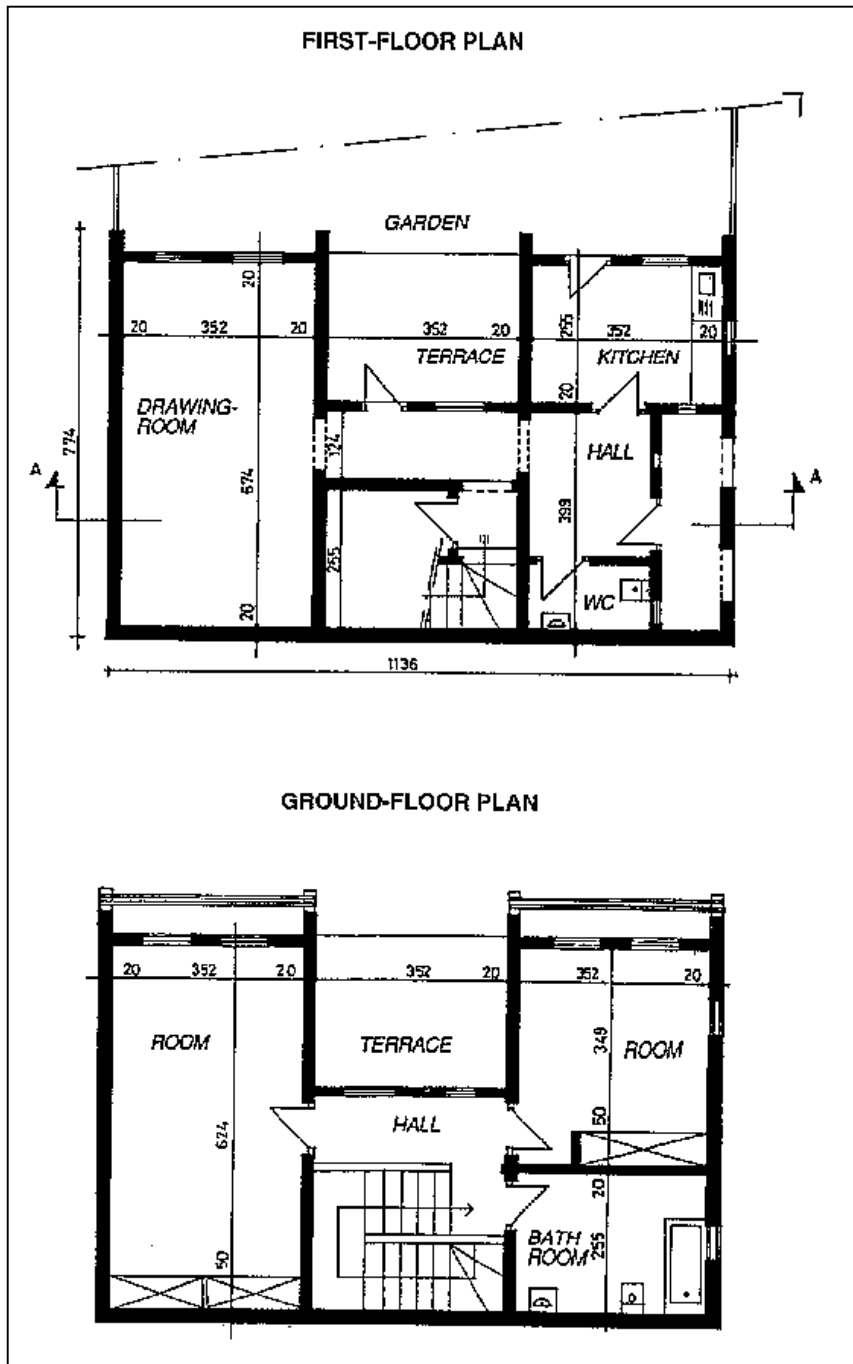 FIRST-FLOOR PLAN
GARDEN
20
20 352 20 352 20 255 352 20
TERRACE KITCHEN
20
DRAWING-
ROOM
124
HALL
774
674
A A
399
255
WC
20
1136
GROUND-FLOOR PLAN
20 352 20 352 20 352 20
ROOM TERRACE 349 ROOM
HALL
624
50
20
BATH
ROOM
255
50